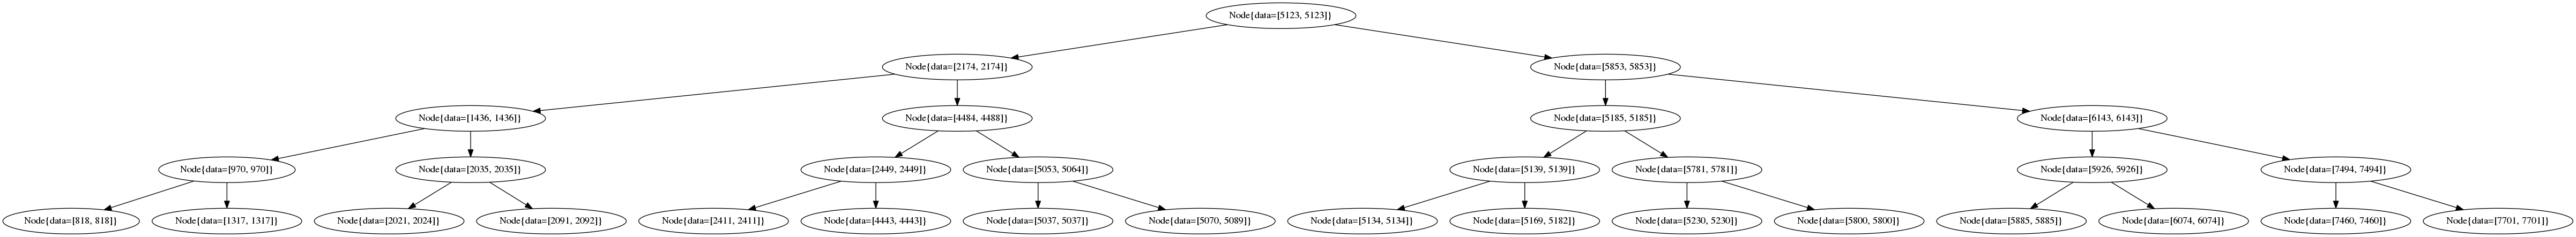 Node{data=[5123, 5123]}
Node{data=[2174, 2174]}
Node{data=[5853, 5853]}
Node{data=[1436, 1436]}
Node{data=[4484, 4488]}
Node{data=[5185, 5185]}
Node{data=[6143, 6143]}
Node{data=[970, 970]}
Node{data=[2035, 2035]}
Node{data=[2449, 2449]}
Node{data=[5053, 5064]}
Node{data=[5139, 5139]}
Node{data=[5781, 5781]}
Node{data=[5926, 5926]}
Node{data=[7494, 7494]}
Node{data=[818, 818]}
Node{data=[1317, 1317]}
Node{data=[2021, 2024]}
Node{data=[2091, 2092]}
Node{data=[2411, 2411]}
Node{data=[4443, 4443]}
Node{data=[5037, 5037]}
Node{data=[5070, 5089]}
Node{data=[5134, 5134]}
Node{data=[5169, 5182]}
Node{data=[5230, 5230]}
Node{data=[5800, 5800]}
Node{data=[5885, 5885]}
Node{data=[6074, 6074]}
Node{data=[7460, 7460]}
Node{data=[7701, 7701]}